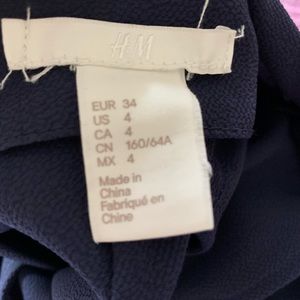 H&M
EUR 34
US 4
CA 4
CN 160/64A
MX 4
Made in
China
Fabriqué en
Chine